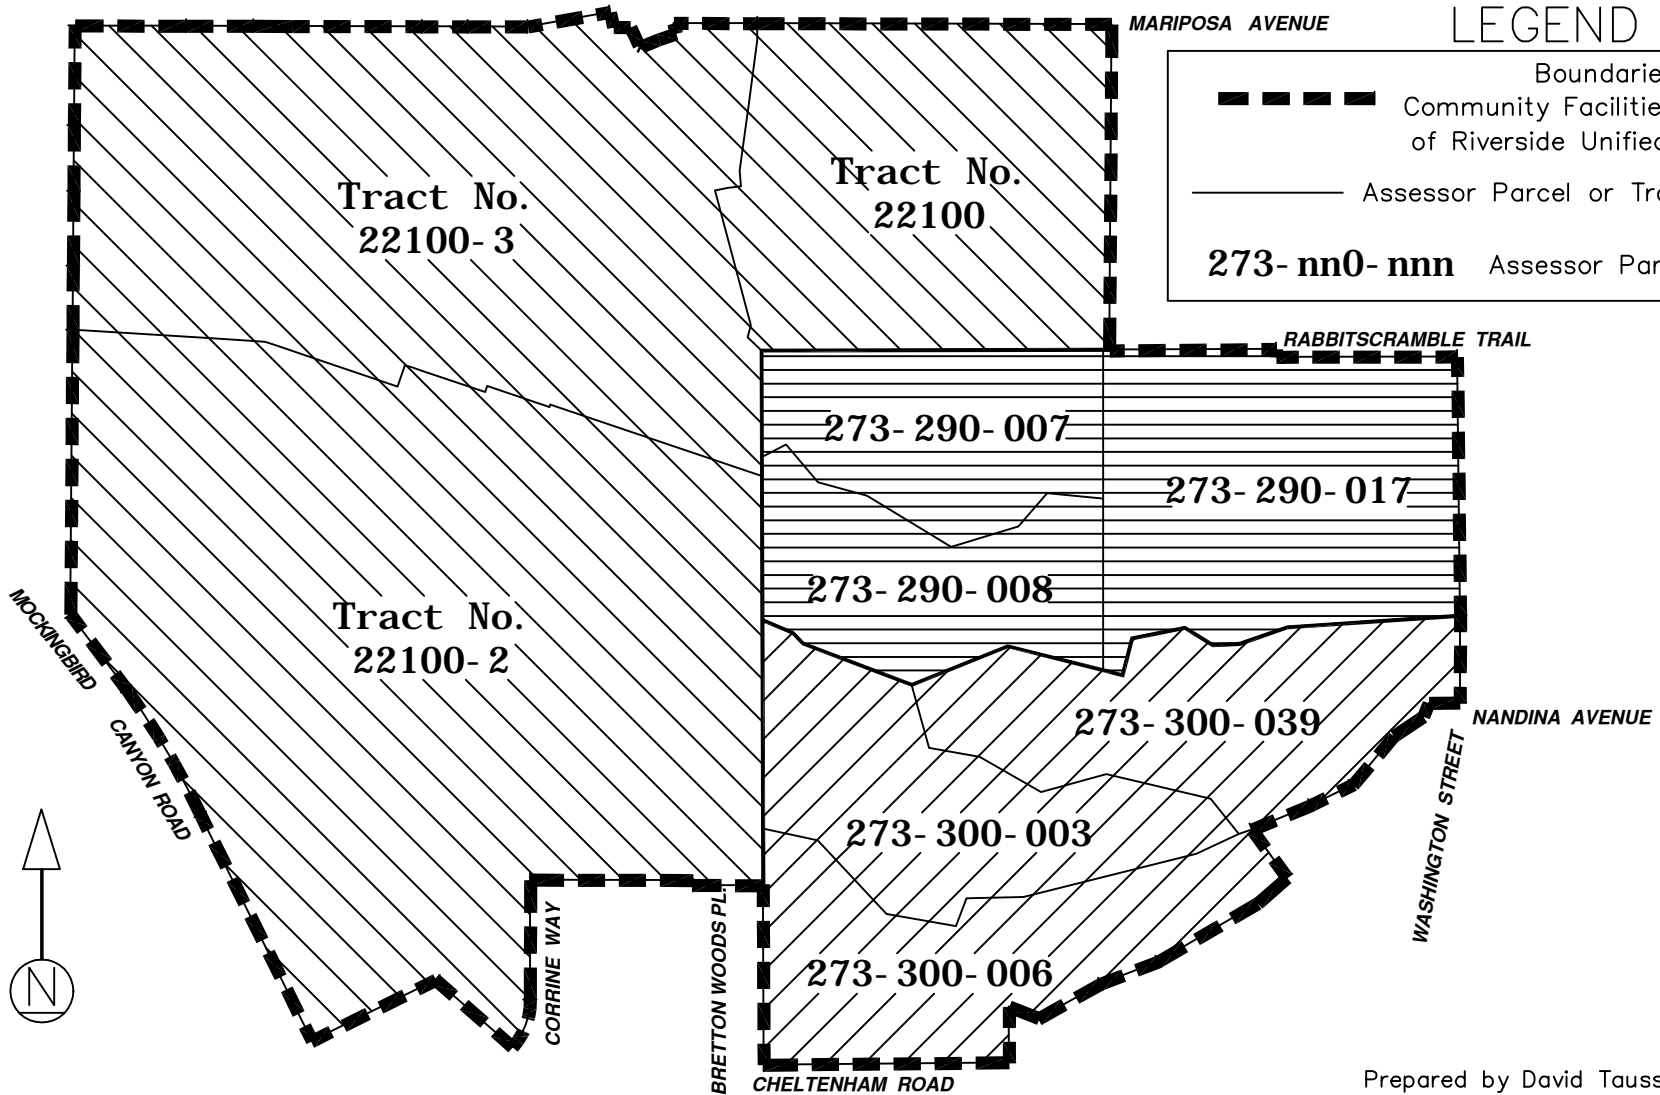 MARIPOSA AVENUE
LEGEND
Boundarie
Community Facilitie
of Riverside Unified
Assessor Parcel or Tra
273-nn0-nnn Assessor Par
Tract No.
22100-3
Tract No.
22100
RABBITSCRAMBLE TRAIL
273-290-007
273-290-017
273-290-008
Tract No.
22100-2
MOCKINGBIRD
CANYON ROAD
273-300-039
NANDINA AVENUE
WASHINGTON STREET
273-300-003
273-300-006
CORRINE WAY
BRETTON WOODS PL.
N
CHELTENHAM ROAD
Prepared by David Tauss